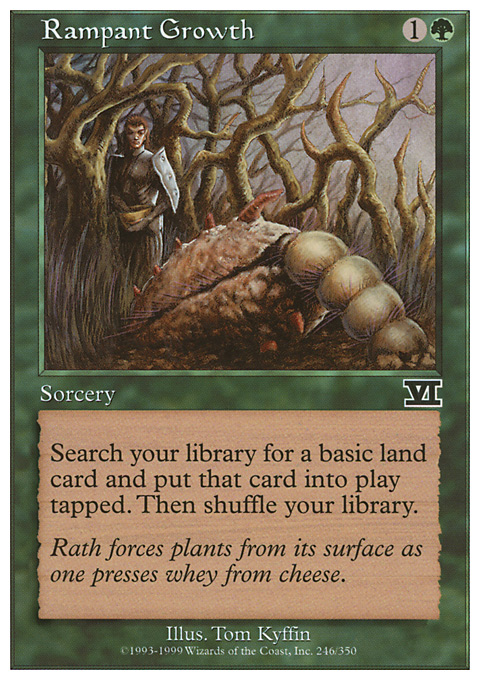 Rampant Growth 1
Sorcery VI
Search your library for a basic land
card and put that card into play
tapped. Then shuffle your library.
Rath forces plants from its surface as
one presses whey from cheese.
Illus. Tom Kyffin
©1993-1999 Wizards of the Coast, Inc. 246/350